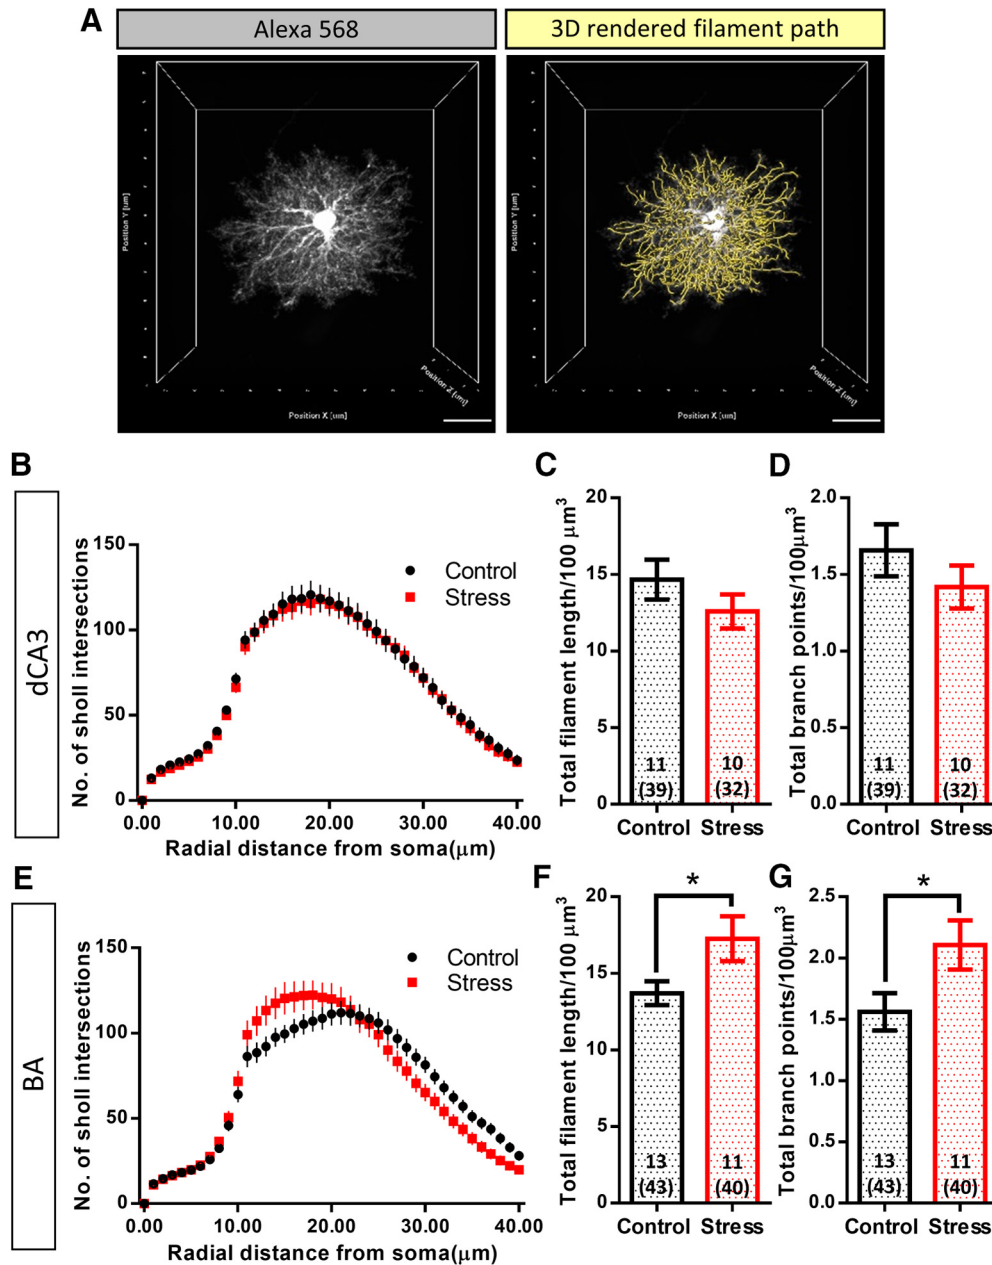 A
Alexa 568
3D rendered filament path
Position Y [um]
Position X [um]
Position Z [um]
Position Y [um]
Position X [um]
Position Z [um]
B
dCA3
No. of sholl intersections
150
100
50
0
0.00 10.00 20.00 30.00 40.00
Radial distance from soma(μm)
Control
Stress
C
Total filament length/100 μm³
20
15
10
5
0
11
(39)
10
(32)
Control Stress
D
Total branch points/100μm³
2.0
1.5
1.0
0.5
0.0
11
(39)
10
(32)
Control Stress
E
BA
No. of sholl intersections
150
100
50
0
0.00 10.00 20.00 30.00 40.00
Radial distance from soma(μm)
Control
Stress
F
Total filament length/100 μm³
20
15
10
5
0
*
13
(43)
11
(40)
Control Stress
G
Total branch points/100μm³
2.5
2.0
1.5
1.0
0.5
0.0
*
13
(43)
11
(40)
Control Stress